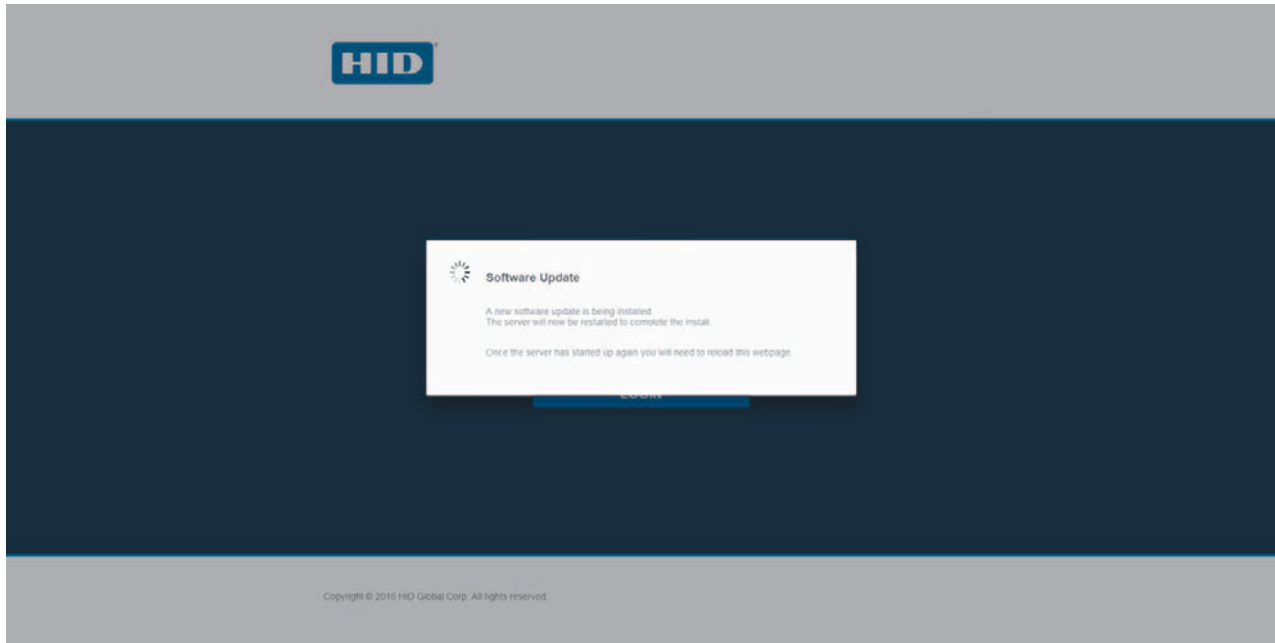 HID
Software Update
A new software update is being installed.
The server will now be restarted to complete the install.
Once the server has started up again you will need to reload this webpage.
LOGIN
Copyright © 2016 HID Global Corp. All rights reserved.